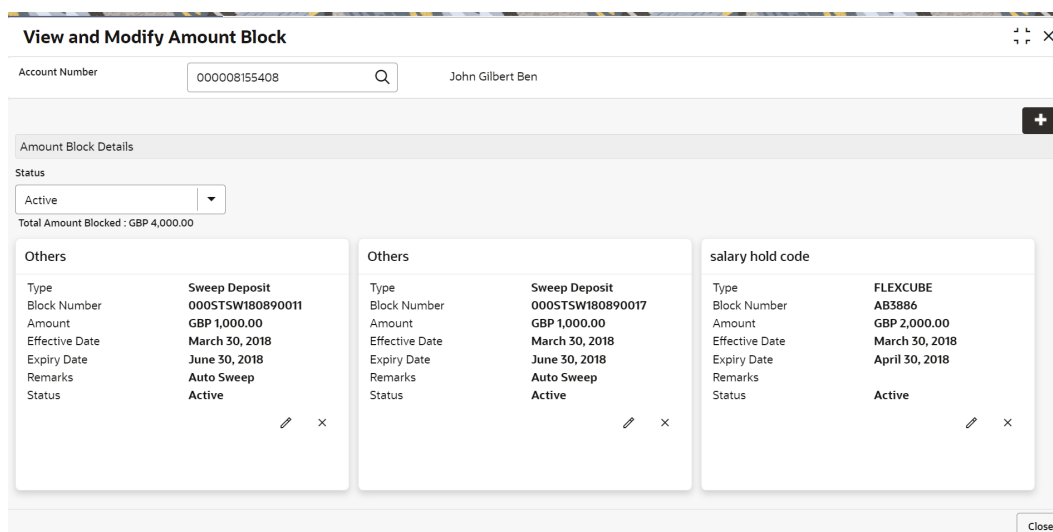 View and Modify Amount Block
Account Number
000008155408
John Gilbert Ben
Amount Block Details
Status
Active
Total Amount Blocked : GBP 4,000.00
Others
Type Sweep Deposit
Block Number 000STSW180890011
Amount GBP 1,000.00
Effective Date March 30, 2018
Expiry Date June 30, 2018
Remarks Auto Sweep
Status Active
Others
Type Sweep Deposit
Block Number 000STSW180890017
Amount GBP 1,000.00
Effective Date March 30, 2018
Expiry Date June 30, 2018
Remarks Auto Sweep
Status Active
salary hold code
Type FLEXCUBE
Block Number AB3886
Amount GBP 2,000.00
Effective Date March 30, 2018
Expiry Date April 30, 2018
Remarks
Status Active
Close